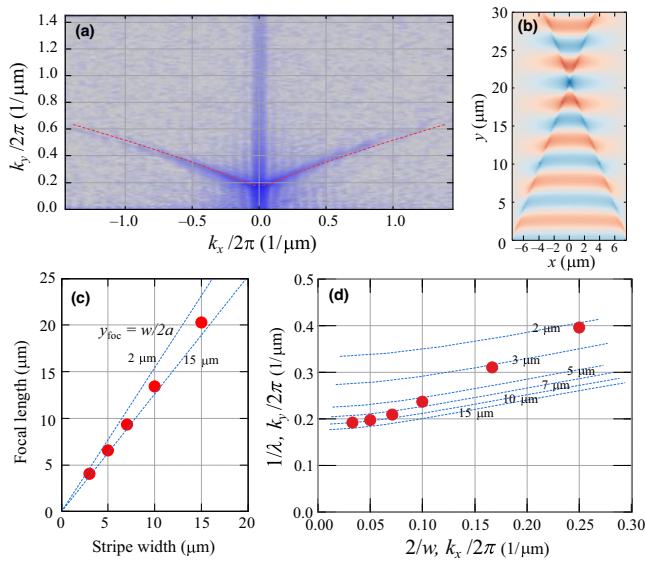 (a)
1.4
1.2
1.0
0.8
0.6
0.4
0.2
0.0
k_y/2π (1/μm)
−1.0 −0.5 0.0 0.5 1.0
k_x/2π (1/μm)
(b)
30
25
20
15
10
5
0
y (μm)
−6 −4 −2 0 2 4 6
x (μm)
(c)
25
20
15
10
5
0
Focal length (μm)
y_foc = w/2a
2 μm
15 μm
0 5 10 15 20
Stripe width (μm)
(d)
0.5
0.4
0.3
0.2
0.1
0.0
1/λ, k_y/2π (1/μm)
2 μm
3 μm
5 μm
7 μm
10 μm
15 μm
0.00 0.05 0.10 0.15 0.20 0.25 0.30
2/w, k_x/2π (1/μm)